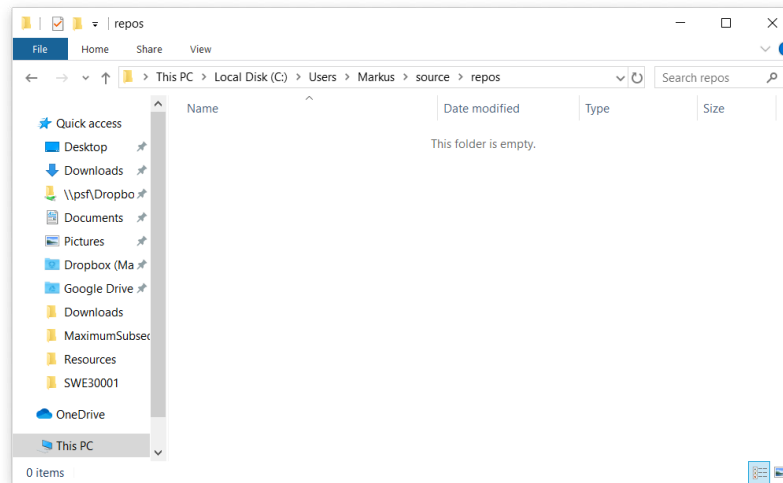 repos
File Home Share View
This PC > Local Disk (C:) > Users > Markus > source > repos
Search repos
Name Date modified Type Size
This folder is empty.
Quick access
Desktop
Downloads
\\psf\Dropbo
Documents
Pictures
Dropbox (Ma
Google Drive
Downloads
MaximumSubsec
Resources
SWE30001
OneDrive
This PC
0 items